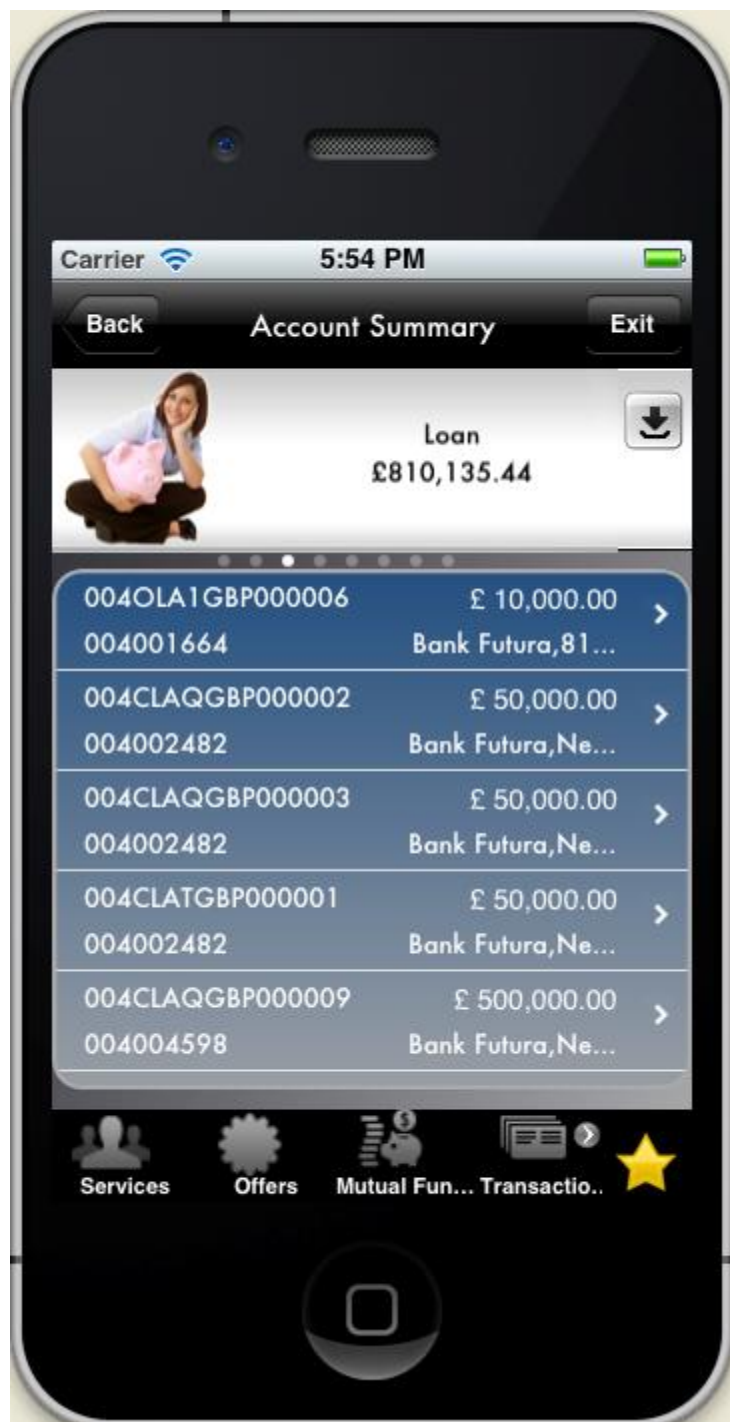 Carrier 5:54 PM
Back Account Summary Exit
Loan
£810,135.44
004OLA1GBP000006 £ 10,000.00
004001664 Bank Futura,81...
004CLAQGBP000002 £ 50,000.00
004002482 Bank Futura,Ne...
004CLAQGBP000003 £ 50,000.00
004002482 Bank Futura,Ne...
004CLATGBP000001 £ 50,000.00
004002482 Bank Futura,Ne...
004CLAQGBP000009 £ 500,000.00
004004598 Bank Futura,Ne...
Services Offers Mutual Fun... Transactio..